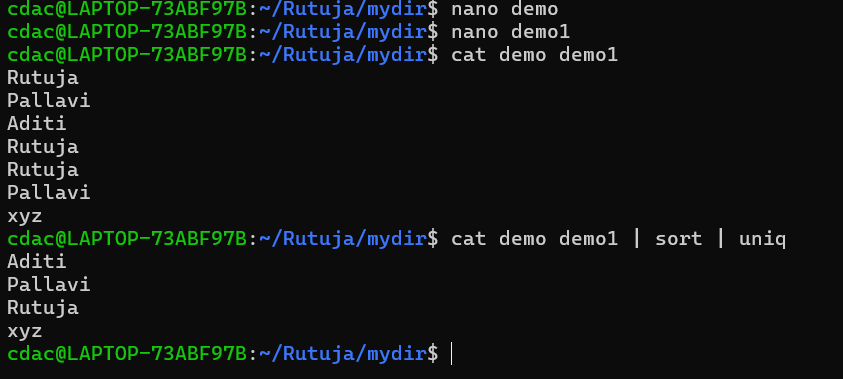 cdac@LAPTOP-73ABF97B:~/Rutuja/mydir$ nano demo
cdac@LAPTOP-73ABF97B:~/Rutuja/mydir$ nano demo1
cdac@LAPTOP-73ABF97B:~/Rutuja/mydir$ cat demo demo1
Rutuja
Pallavi
Aditi
Rutuja
Rutuja
Pallavi
xyz
cdac@LAPTOP-73ABF97B:~/Rutuja/mydir$ cat demo demo1 | sort | uniq
Aditi
Pallavi
Rutuja
xyz
cdac@LAPTOP-73ABF97B:~/Rutuja/mydir$